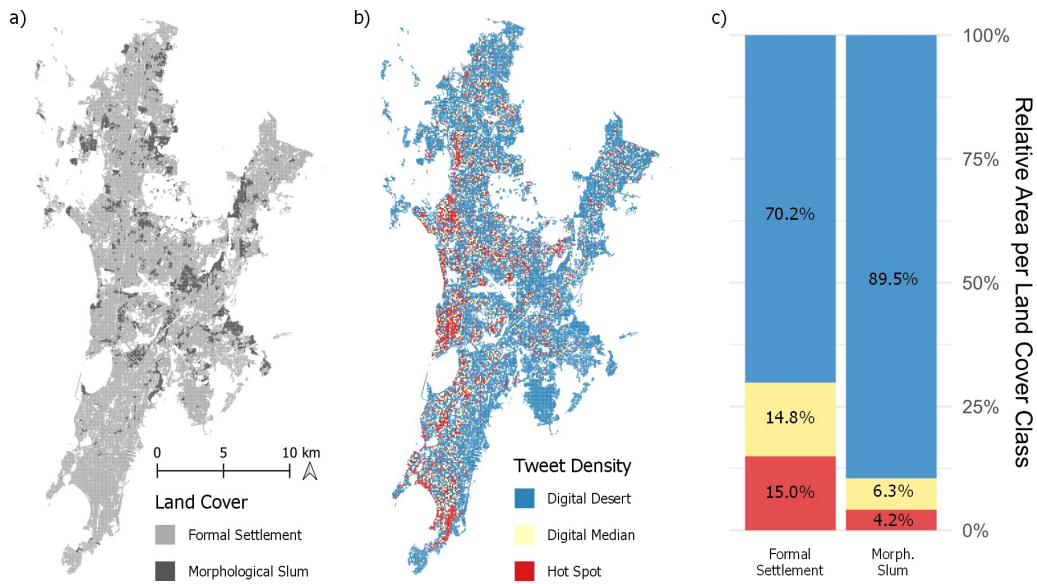 a)
b)
c)
0 5 10 km
Land Cover
Formal Settlement
Morphological Slum
Tweet Density
Digital Desert
Digital Median
Hot Spot
100%
75%
50%
25%
0%
Relative Area per Land Cover Class
70.2%
14.8%
15.0%
89.5%
6.3%
4.2%
Formal
Settlement
Morph.
Slum